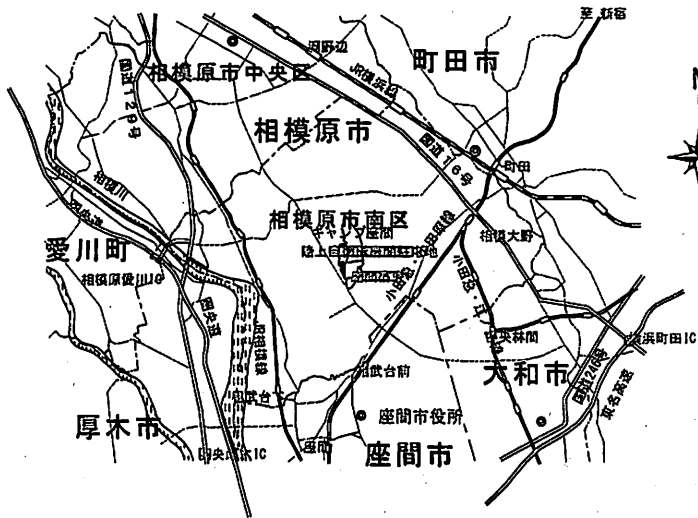 至 新宿
町田市
相模原市中央区
JR横浜線
国道129号
相模原市
国道16号
町田
相模川
相模原市南区
キャンプ座間
相模大野
愛川町
圏央道
相模原愛川IC
小田急・小田原線
圏央道
JR相模線
小田急・江
中央林間
横浜町田IC
大和市
国道246号
東名高速
相武台前
厚木市
座間市役所
座間
座間市